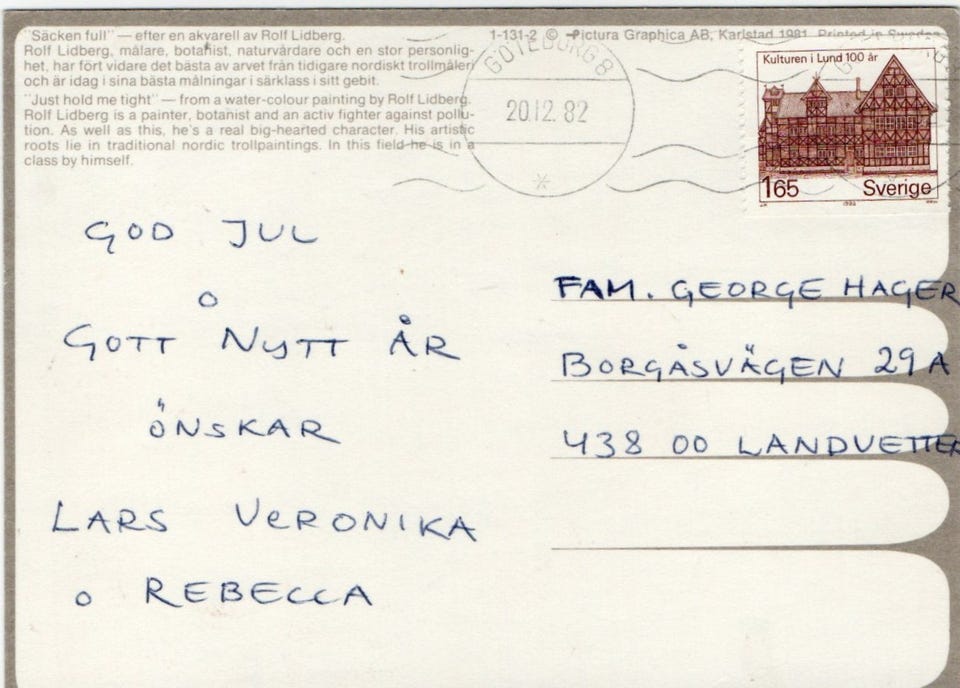 "Säcken full" — efter en akvarell av Rolf Lidberg.
Rolf Lidberg, målare, botanist, naturvårdare och en stor personlig-
het, har fört vidare det bästa av arvet från tidigare nordiskt trollmåleri
och är idag i sina bästa målningar i särklass i sitt gebit.
"Just hold me tight" — from a water-colour painting by Rolf Lidberg.
Rolf Lidberg is a painter, botanist and an activ fighter against pollu-
tion. As well as this, he's a real big-hearted character. His artistic
roots lie in traditional nordic trollpaintings. In this field he is in a
class by himself.
1-131-2 © Pictura Graphica AB, Karlstad 1981. Printed in Sweden
GÖTEBORG 8
20.12.82
Kulturen i Lund 100 år
165 Sverige
1982
GOD JUL
O
GOTT NYTT ÅR
ÖNSKAR
LARS VERONIKA
O REBECCA
FAM. GEORGE HAGER
BORGÅSVÄGEN 29 A
438 00 LANDVETTER